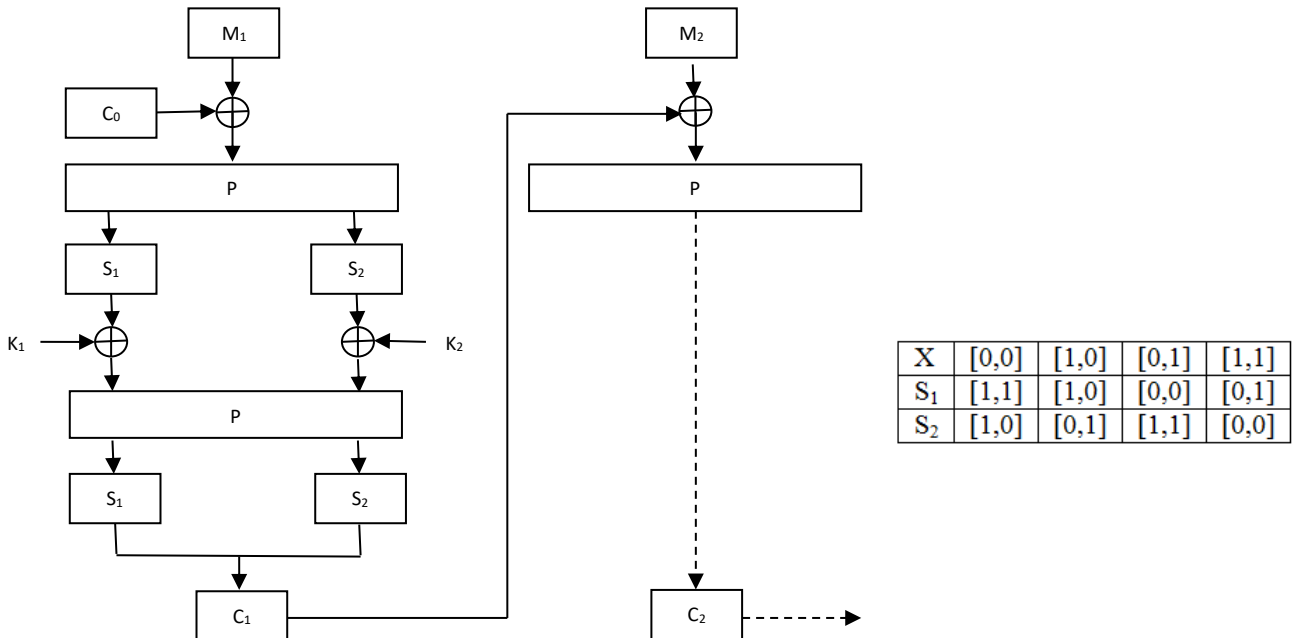 M₁ M₂
C₀
P P
S₁ S₂
K₁ K₂
X [0,0] [1,0] [0,1] [1,1]
S₁ [1,1] [1,0] [0,0] [0,1]
P
S₂ [1,0] [0,1] [1,1] [0,0]
S₁ S₂
C₁ C₂